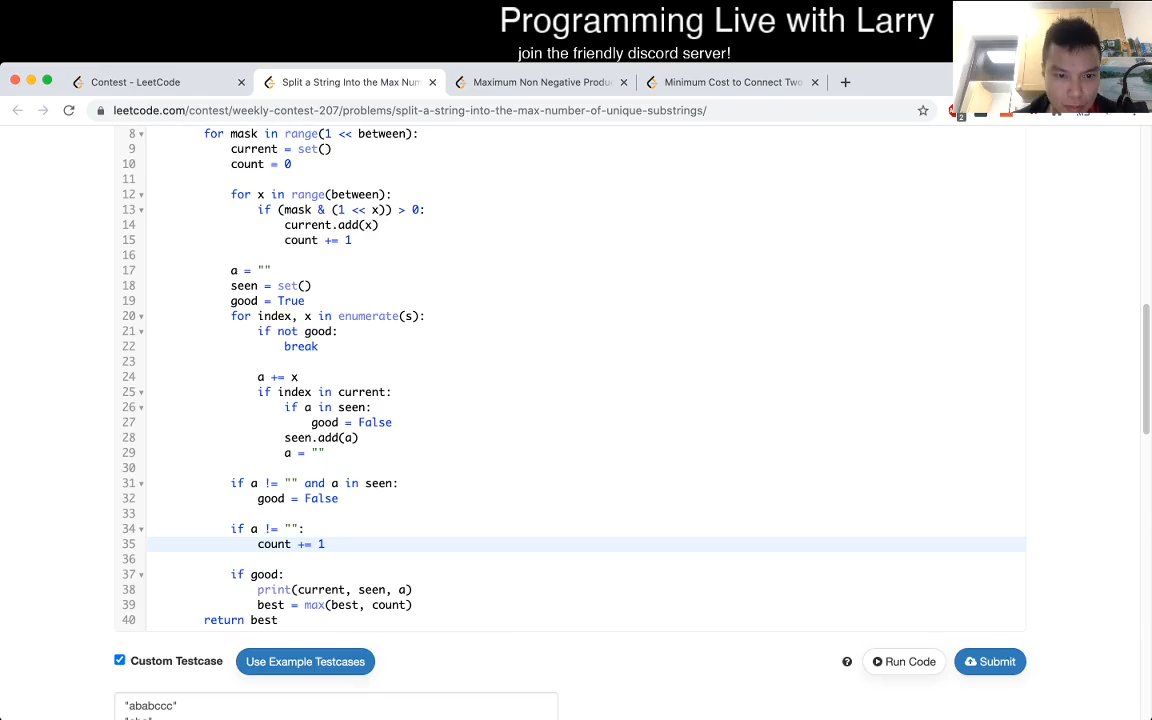 Programming Live with Larry
join the friendly discord server!
Contest - LeetCode
Split a String Into the Max Num
Maximum Non Negative Produ
Minimum Cost to Connect Two
leetcode.com/contest/weekly-contest-207/problems/split-a-string-into-the-max-number-of-unique-substrings/
2
8 for mask in range(1 << between):
9 current = set()
10 count = 0
11
12 for x in range(between):
13 if (mask & (1 << x)) > 0:
14 current.add(x)
15 count += 1
16
17 a = ""
18 seen = set()
19 good = True
20 for index, x in enumerate(s):
21 if not good:
22 break
23
24 a += x
25 if index in current:
26 if a in seen:
27 good = False
28 seen.add(a)
29 a = ""
30
31 if a != "" and a in seen:
32 good = False
33
34 if a != "":
35 count += 1
36
37 if good:
38 print(current, seen, a)
39 best = max(best, count)
40 return best
Custom Testcase
Use Example Testcases
? Run Code
Submit
"ababccc"